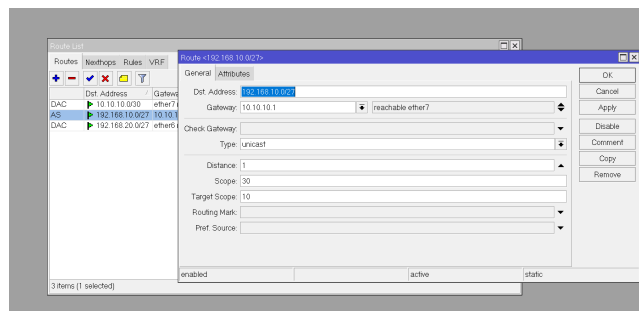 Route List
Routes Nexthops Rules VRF
Dst. Address / Gatewa
DAC 10.10.10.0/30 ether7 r
AS 192.168.10.0/27 10.10.1
DAC 192.168.20.0/27 ether6 r
3 items (1 selected)
Route <192.168.10.0/27>
General Attributes
Dst. Address: 192.168.10.0/27
Gateway: 10.10.10.1 reachable ether7
Check Gateway:
Type: unicast
Distance: 1
Scope: 30
Target Scope: 10
Routing Mark:
Pref. Source:
enabled active static
OK
Cancel
Apply
Disable
Comment
Copy
Remove